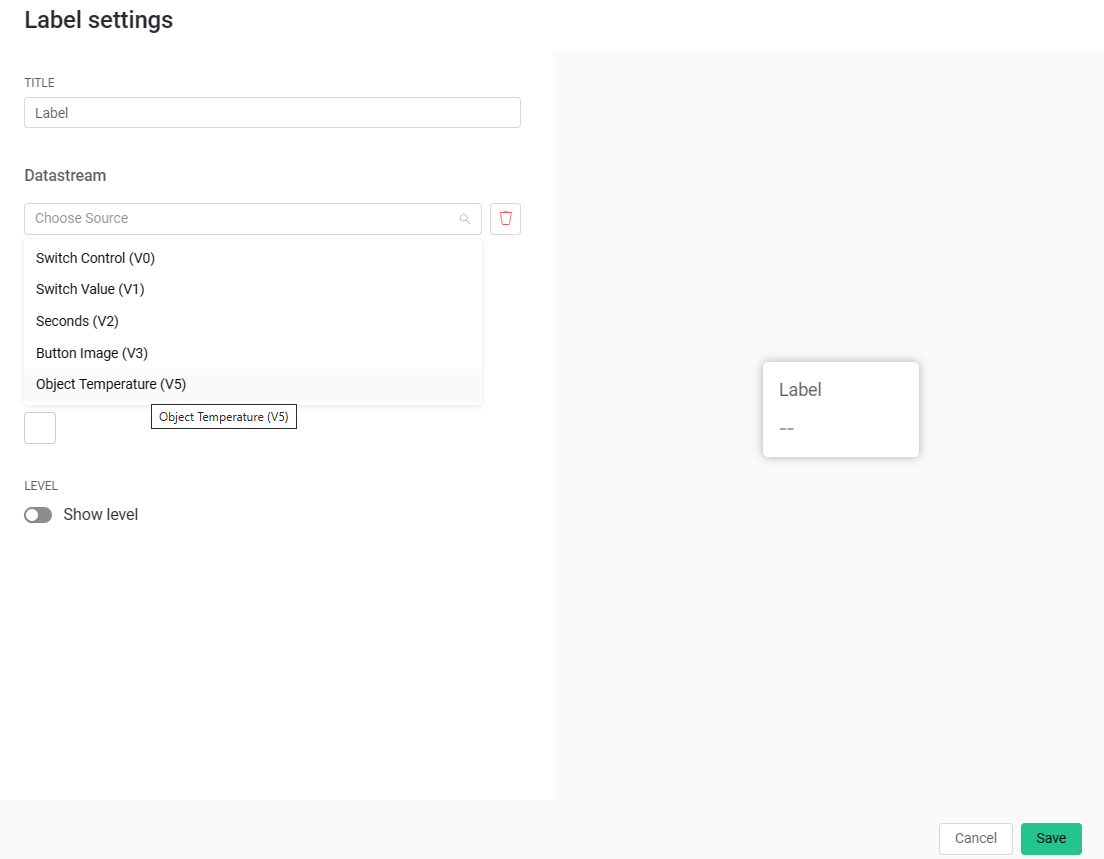 Label settings
TITLE
Label
Datastream
Choose Source
Switch Control (V0)
Switch Value (V1)
Seconds (V2)
Button Image (V3)
Object Temperature (V5)
Object Temperature (V5)
LEVEL
Show level
Label
--
Cancel
Save